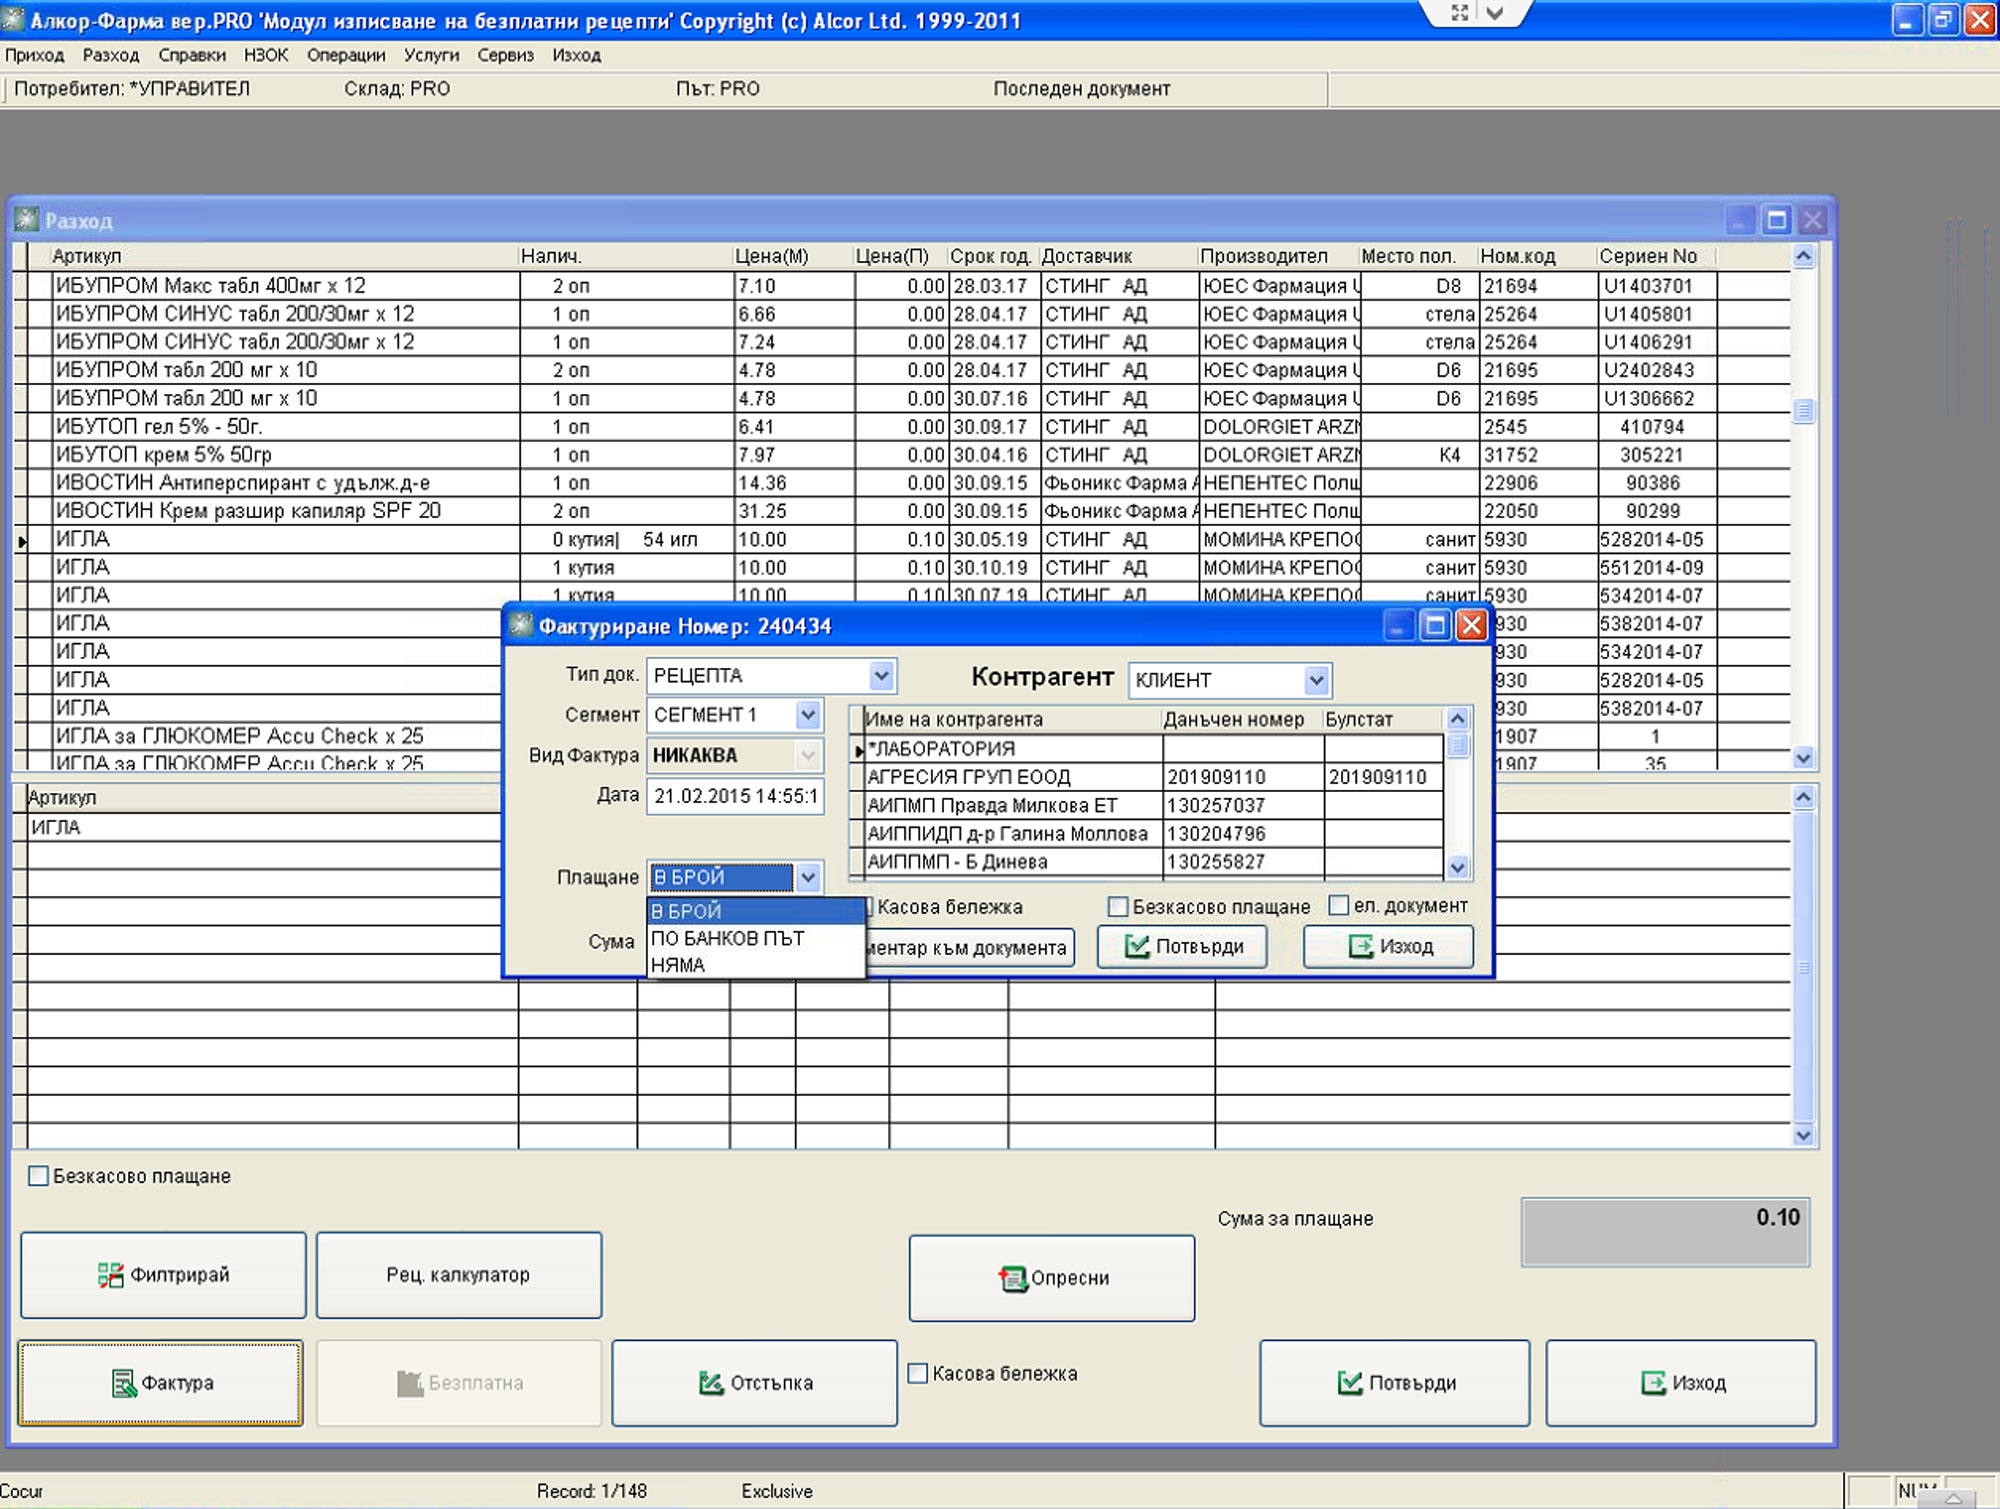 Алкор-Фарма вер.PRO 'Модул изписване на безплатни рецепти' Copyright (c) Alcor Ltd. 1999-2011
Приход Разход Справки НЗОК Операции Услуги Сервиз Изход
Потребител: *УПРАВИТЕЛ Склад: PRO Път: PRO Последен документ
Разход
Артикул Налич. Цена(М) Цена(П) Срок год. Доставчик Производител Место пол. Ном.код Сериен No
ИБУПРОМ Макс табл 400мг x 12 2 оп 7.10 0.00 28.03.17 СТИНГ АД ЮЕС Фармация D8 21694 U1403701
ИБУПРОМ СИНУС табл 200/30мг x 12 1 оп 6.66 0.00 28.04.17 СТИНГ АД ЮЕС Фармация стела 25264 U1405801
ИБУПРОМ СИНУС табл 200/30мг x 12 1 оп 7.24 0.00 28.04.17 СТИНГ АД ЮЕС Фармация стела 25264 U1406291
ИБУПРОМ табл 200 мг x 10 2 оп 4.78 0.00 28.04.17 СТИНГ АД ЮЕС Фармация D6 21695 U2402843
ИБУПРОМ табл 200 мг x 10 1 оп 4.78 0.00 30.07.16 СТИНГ АД ЮЕС Фармация D6 21695 U1306662
ИБУТОП гел 5% - 50г. 1 оп 6.41 0.00 30.09.17 СТИНГ АД DOLORGIET ARZN 2545 410794
ИБУТОП крем 5% 50гр 1 оп 7.97 0.00 30.04.16 СТИНГ АД DOLORGIET ARZN K4 31752 305221
ИВОСТИН Антиперспирант с удълж.д-е 1 оп 14.36 0.00 30.09.15 Фьоникс Фарма А НЕПЕНТЕС Полш 22906 90386
ИВОСТИН Крем разшир капиляр SPF 20 2 оп 31.25 0.00 30.09.15 Фьоникс Фарма А НЕПЕНТЕС Полш 22050 90299
ИГЛА 0 кутия| 54 игл 10.00 0.10 30.05.19 СТИНГ АД МОМИНА КРЕПОС санит 5930 5282014-05
ИГЛА 1 кутия 10.00 0.10 30.10.19 СТИНГ АД МОМИНА КРЕПОС санит 5930 5512014-09
ИГЛА 1 кутия 10.00 0.10 30.07.19 СТИНГ АД МОМИНА КРЕПОС санит 5930 5342014-07
ИГЛА 930 5382014-07
ИГЛА 930 5342014-07
ИГЛА 930 5282014-05
ИГЛА 930 5382014-07
ИГЛА за ГЛЮКОМЕР Accu Check x 25 1907 1
ИГЛА за ГЛЮКОМЕР Accu Check x 25 1907 35
Фактуриране Номер: 240434
Тип док. РЕЦЕПТА Контрагент КЛИЕНТ
Сегмент СЕГМЕНТ 1
Вид Фактура НИКАКВА
Дата 21.02.2015 14:55:1
Име на контрагента Данъчен номер Булстат
*ЛАБОРАТОРИЯ
АГРЕСИЯ ГРУП ЕООД 201909110 201909110
АИПМП Правда Милкова ЕТ 130257037
АИППИДП д-р Галина Моллова 130204796
АИППМП - Б Динева 130255827
Плащане В БРОЙ
В БРОЙ
ПО БАНКОВ ПЪТ
НЯМА
Касова бележка Безкасово плащане ел. документ
Сума ментар към документа Потвърди Изход
Артикул
ИГЛА
Безкасово плащане
Сума за плащане 0.10
Филтрирай Рец. калкулатор Опресни
Фактура Безплатна Отстъпка Касова бележка Потвърди Изход
Cocur Record: 1/148 Exclusive